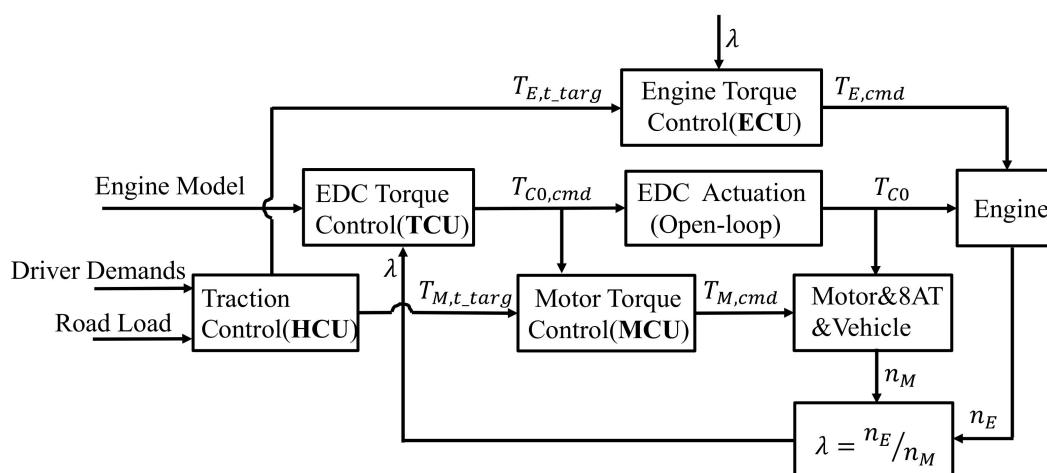 λ
T_{E,t_targ}
Engine Torque
Control(ECU)
T_{E,cmd}
Engine Model
EDC Torque
Control(TCU)
T_{C0,cmd}
EDC Actuation
(Open-loop)
T_{C0}
Engine
Driver Demands
Road Load
Traction
Control(HCU)
λ
T_{M,t_targ}
Motor Torque
Control(MCU)
T_{M,cmd}
Motor&8AT
&Vehicle
n_M
n_E
λ = n_E/n_M